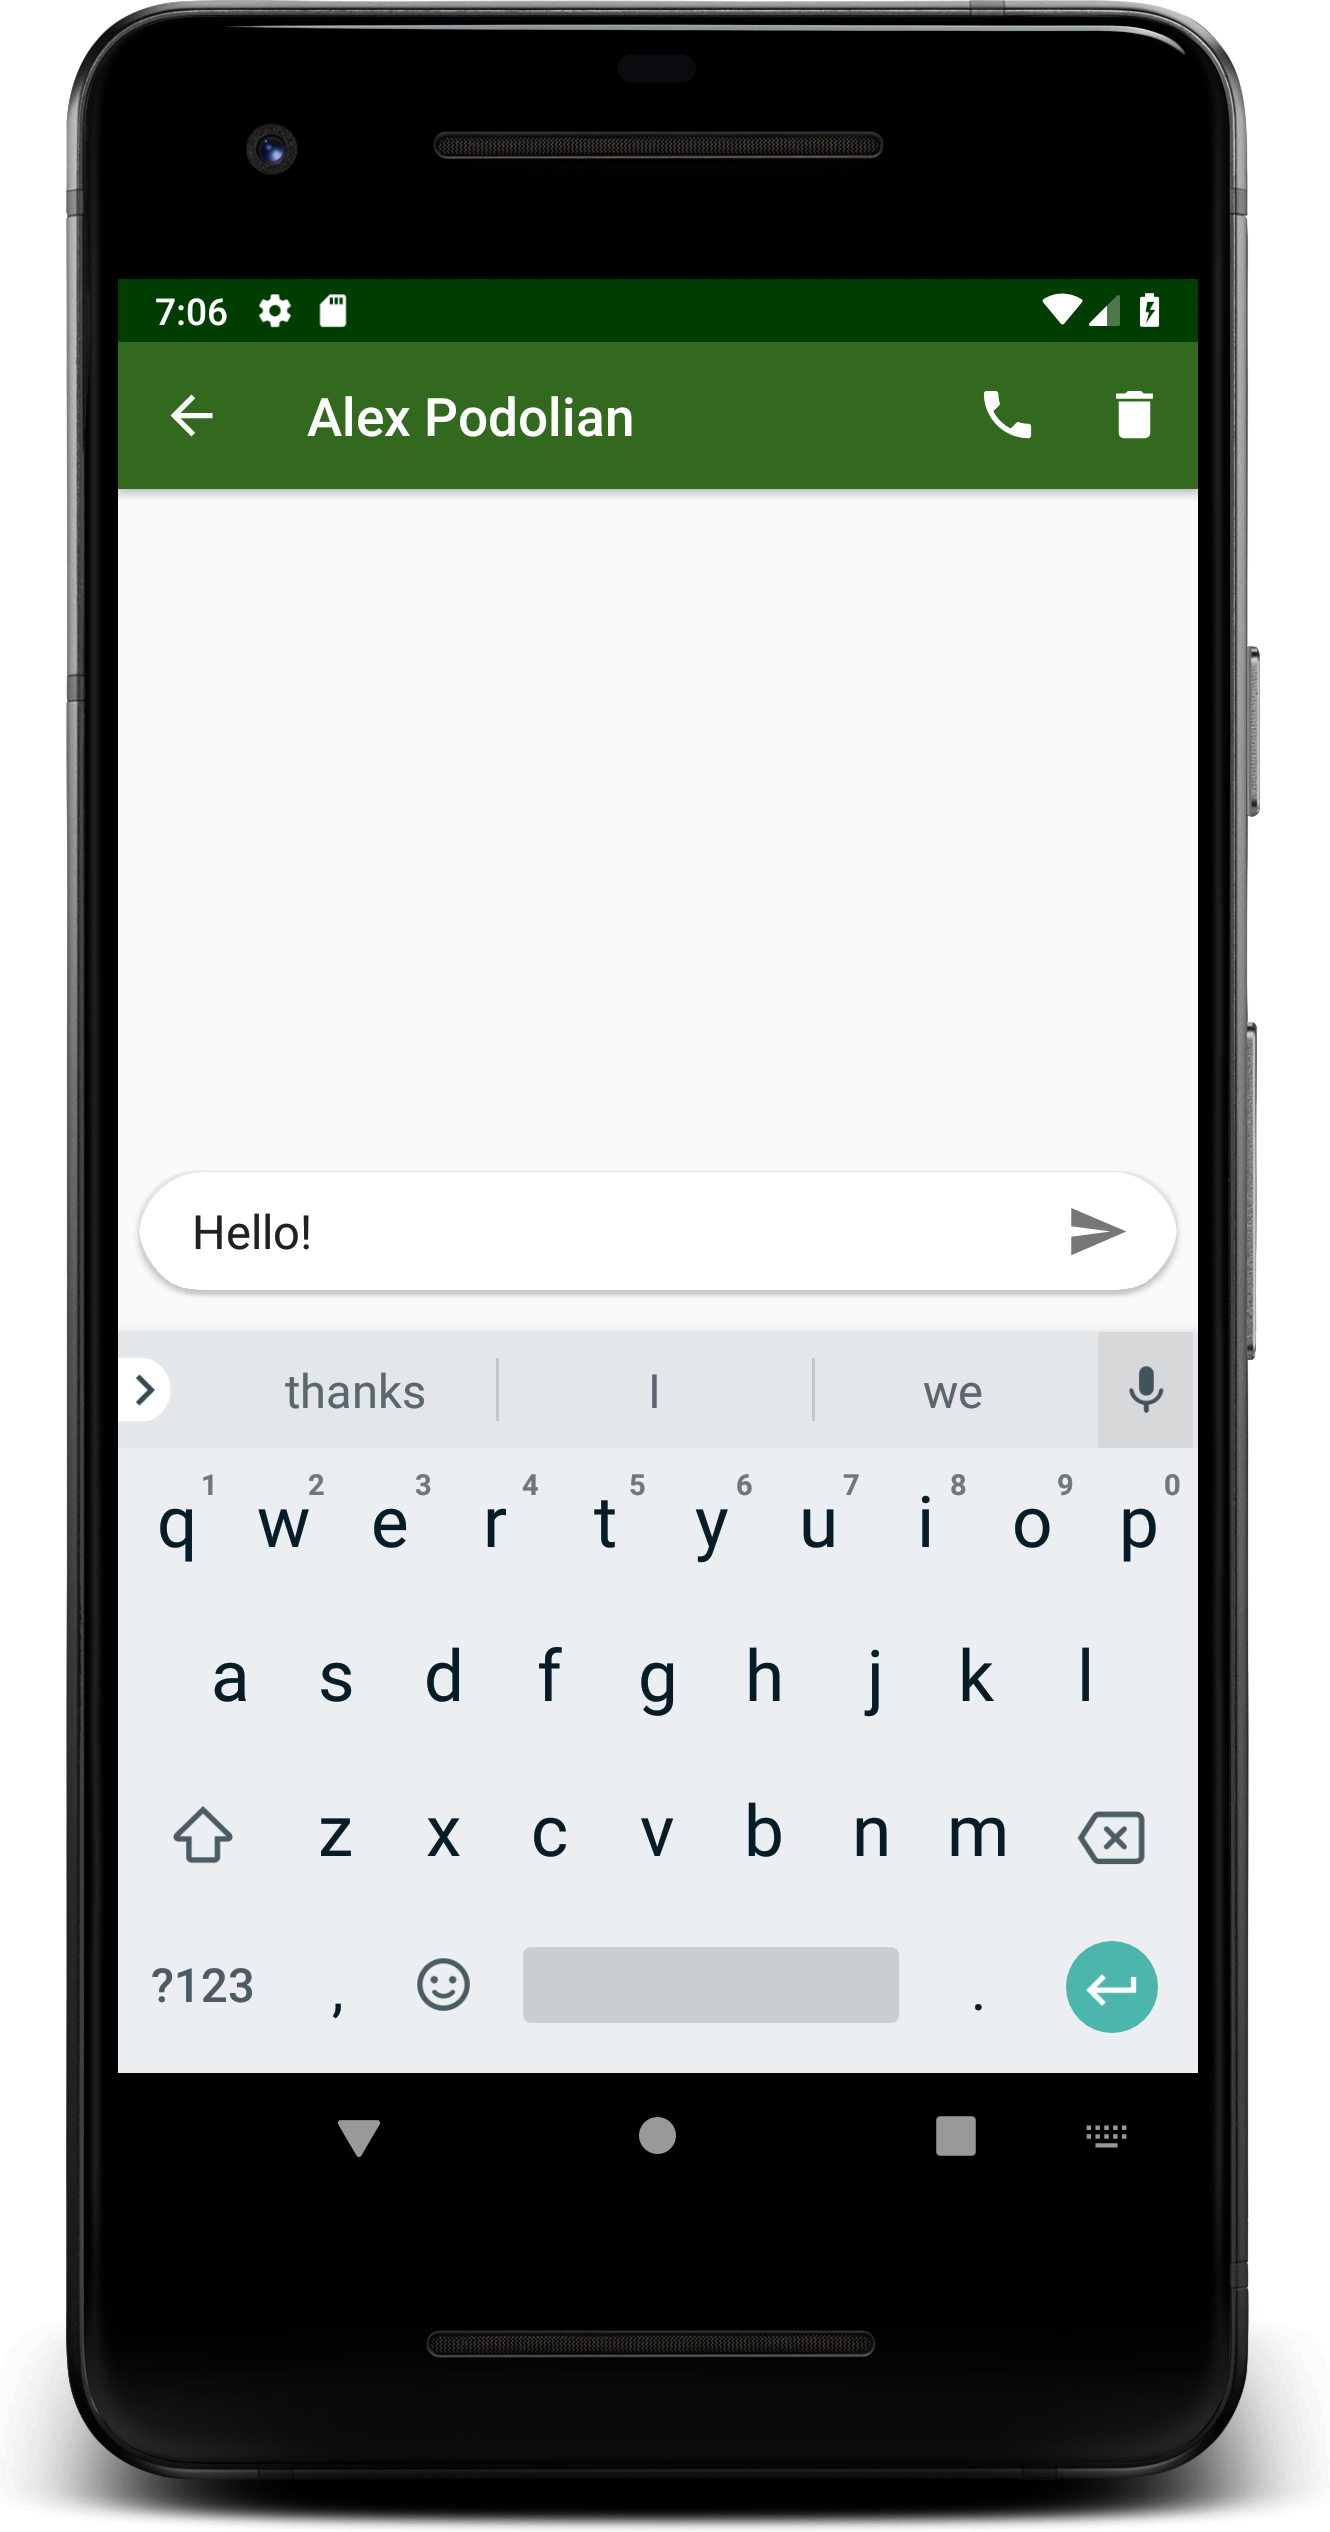 7:06
Alex Podolian
Hello!
thanks I we
1 2 3 4 5 6 7 8 9 0
q w e r t y u i o p
a s d f g h j k l
z x c v b n m
?123 , .